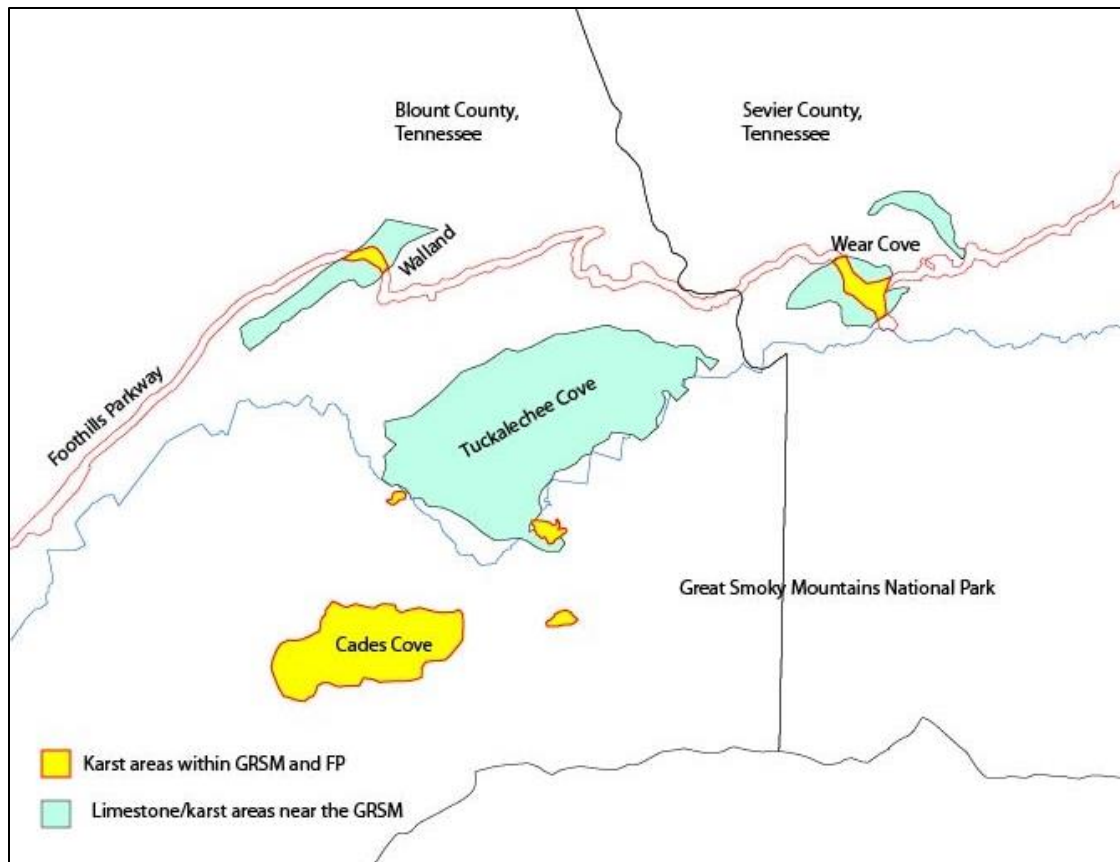 Blount County,
Tennessee
Sevier County,
Tennessee
Walland
Wear Cove
Foothills Parkway
Tuckalechee Cove
Great Smoky Mountains National Park
Cades Cove
Karst areas within GRSM and FP
Limestone/karst areas near the GRSM